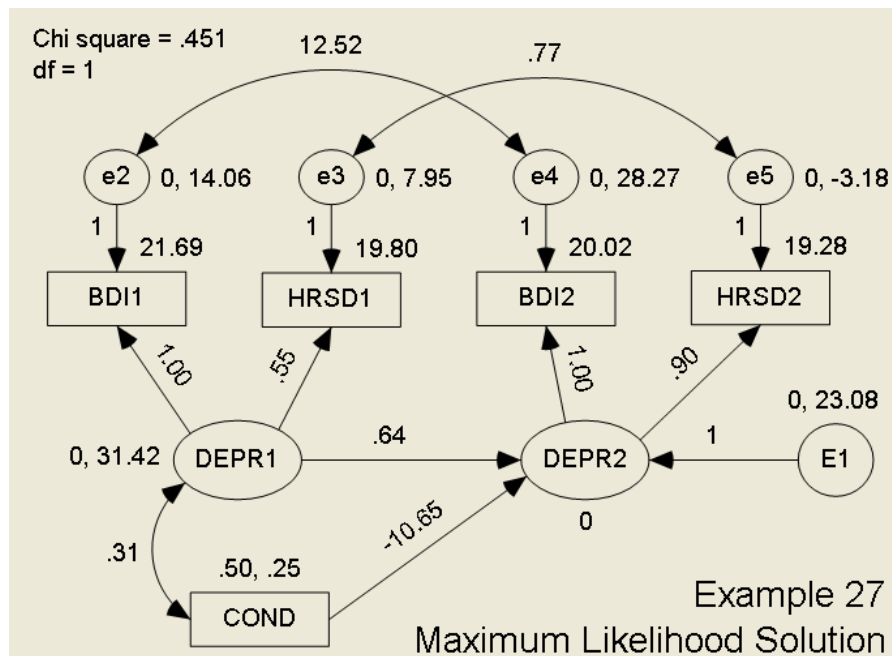 Chi square = .451
df = 1
12.52
.77
e2
0, 14.06
e3
0, 7.95
e4
0, 28.27
e5
0, -3.18
1
21.69
1
19.80
1
20.02
1
19.28
BDI1
HRSD1
BDI2
HRSD2
1.00
.55
1.00
.90
0, 23.08
0, 31.42
DEPR1
.64
DEPR2
1
E1
0
-10.65
.31
.50, .25
COND
Example 27
Maximum Likelihood Solution